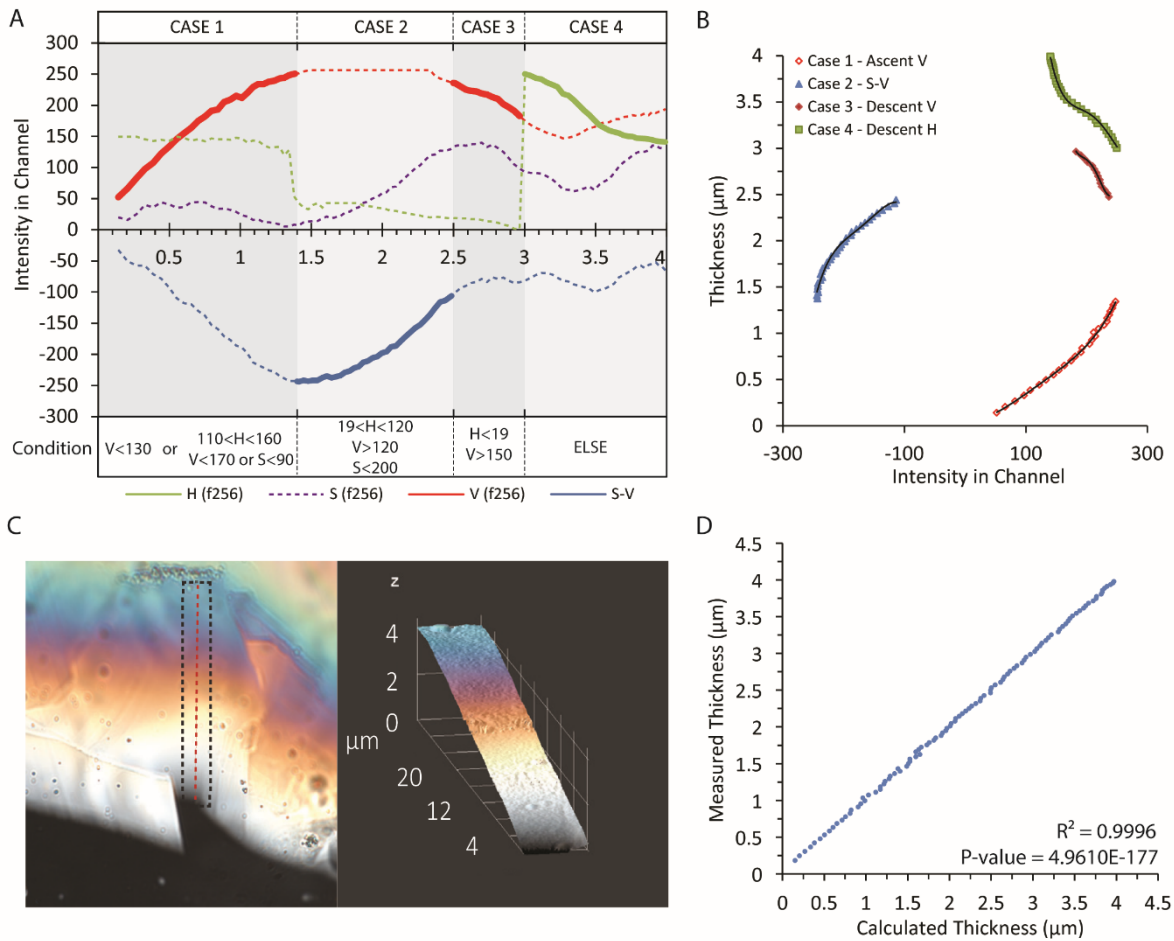 A
CASE 1 CASE 2 CASE 3 CASE 4
Intensity in Channel
300
250
200
150
100
50
0
-50
-100
-150
-200
-250
-300
0.5 1 1.5 2 2.5 3 3.5 4
Condition
V<130 or
110<H<160
V<170 or S<90
19<H<120
V>120
S<200
H<19
V>150
ELSE
H (f256) S (f256) V (f256) S-V
B
Thickness (µm)
4
3.5
3
2.5
2
1.5
1
0.5
0
Case 1 - Ascent V
Case 2 - S-V
Case 3 - Descent V
Case 4 - Descent H
-300 -100 100 300
Intensity in Channel
C
z
4
2
0
µm
20
12
4
D
Measured Thickness (µm)
4.5
4
3.5
3
2.5
2
1.5
1
0.5
0
R² = 0.9996
P-value = 4.9610E-177
0 0.5 1 1.5 2 2.5 3 3.5 4 4.5
Calculated Thickness (µm)